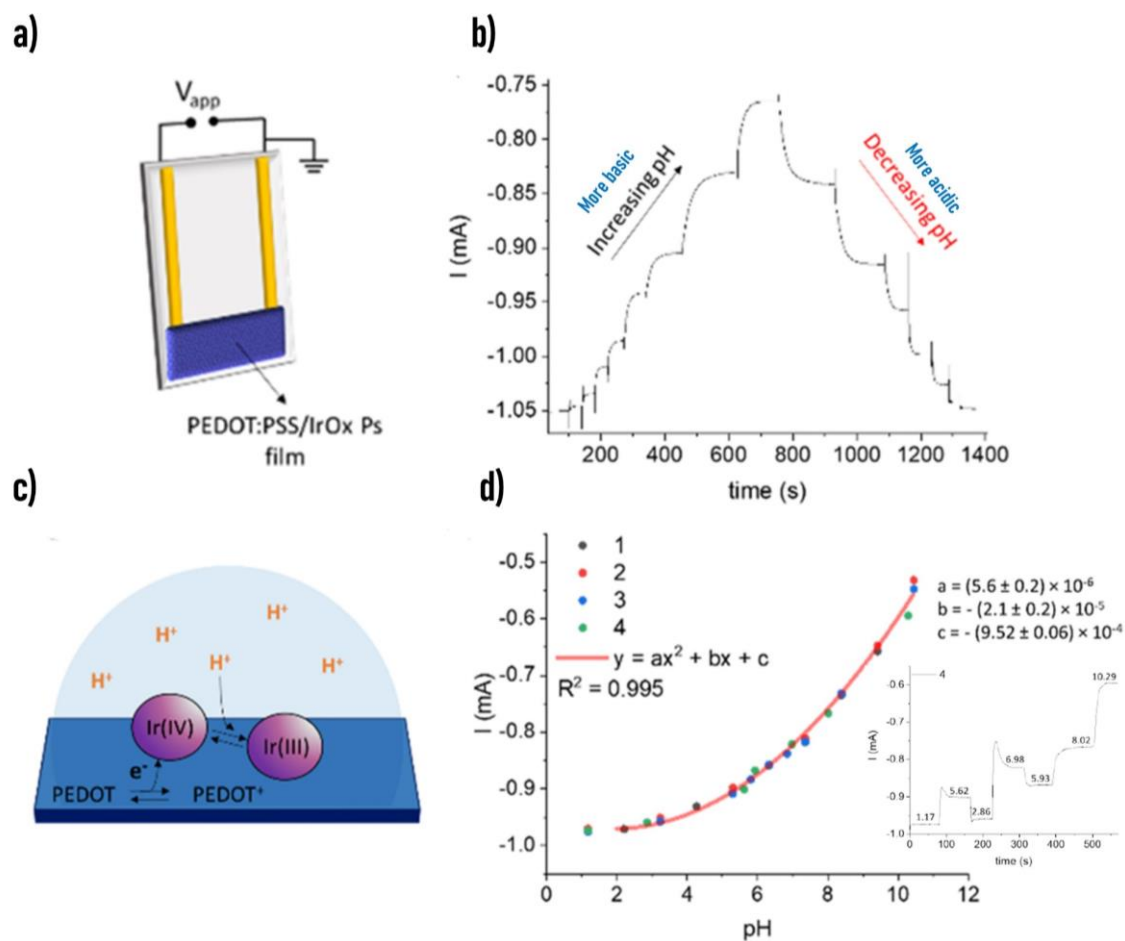 a)
V_app
PEDOT:PSS/IrOx Ps
film
b)
-0.75
-0.80
-0.85
-0.90
-0.95
-1.00
-1.05
I (mA)
More basic
Increasing pH
More acidic
Decreasing pH
200 400 600 800 1000 1200 1400
time (s)
c)
H⁺
H⁺
H⁺
H⁺
H⁺
Ir(IV)
Ir(III)
e⁻
PEDOT
PEDOT⁺
d)
-0.5
-0.6
-0.7
-0.8
-0.9
-1.0
I (mA)
1
2
3
4
y = ax² + bx + c
R² = 0.995
a = (5.6 ± 0.2) × 10⁻⁶
b = - (2.1 ± 0.2) × 10⁻⁵
c = - (9.52 ± 0.06) × 10⁻⁴
0 2 4 6 8 10 12
pH
4
-0.6
-0.7
-0.8
-0.9
-1.0
I (mA)
1.17
5.62
2.86
6.98
5.93
8.02
10.29
0 100 200 300 400 500
time (s)